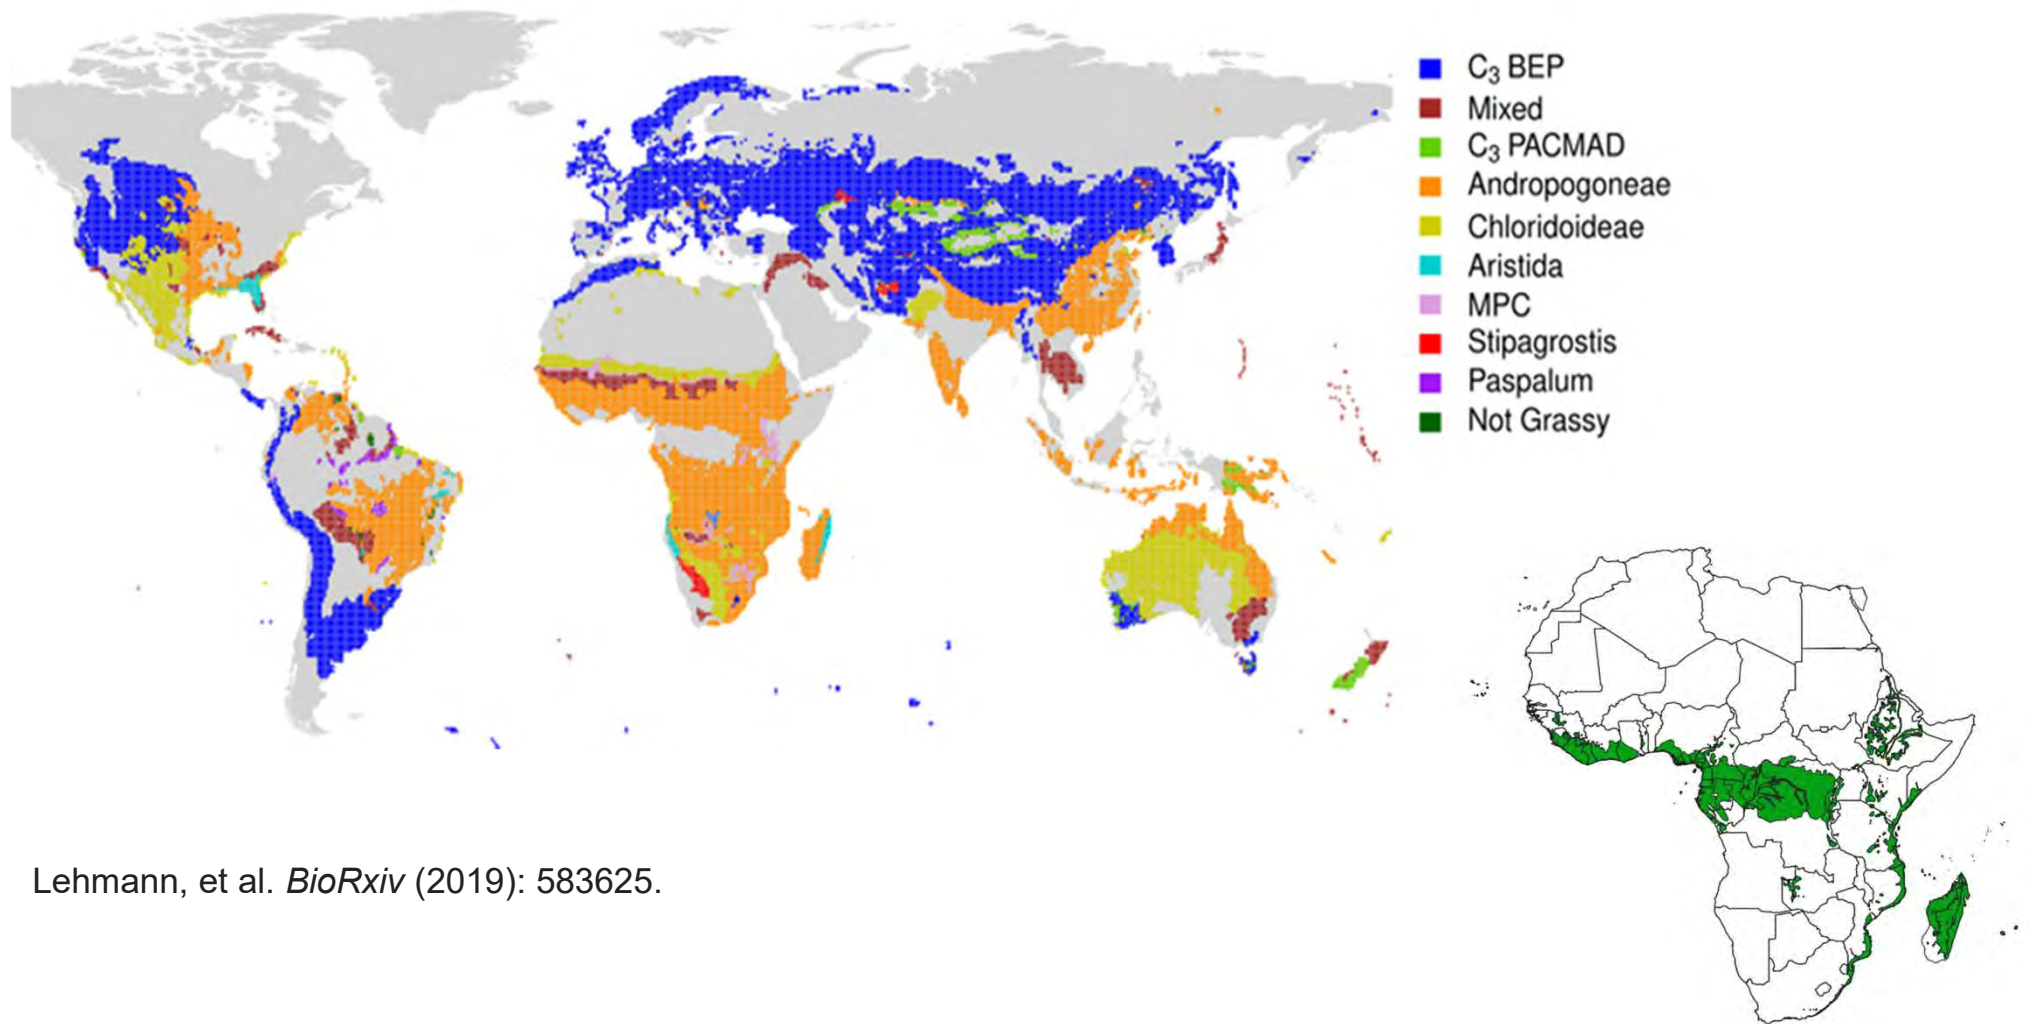 C₃ BEP
Mixed
C₃ PACMAD
Andropogoneae
Chloridoideae
Aristida
MPC
Stipagrostis
Paspalum
Not Grassy
Lehmann, et al. BioRxiv (2019): 583625.